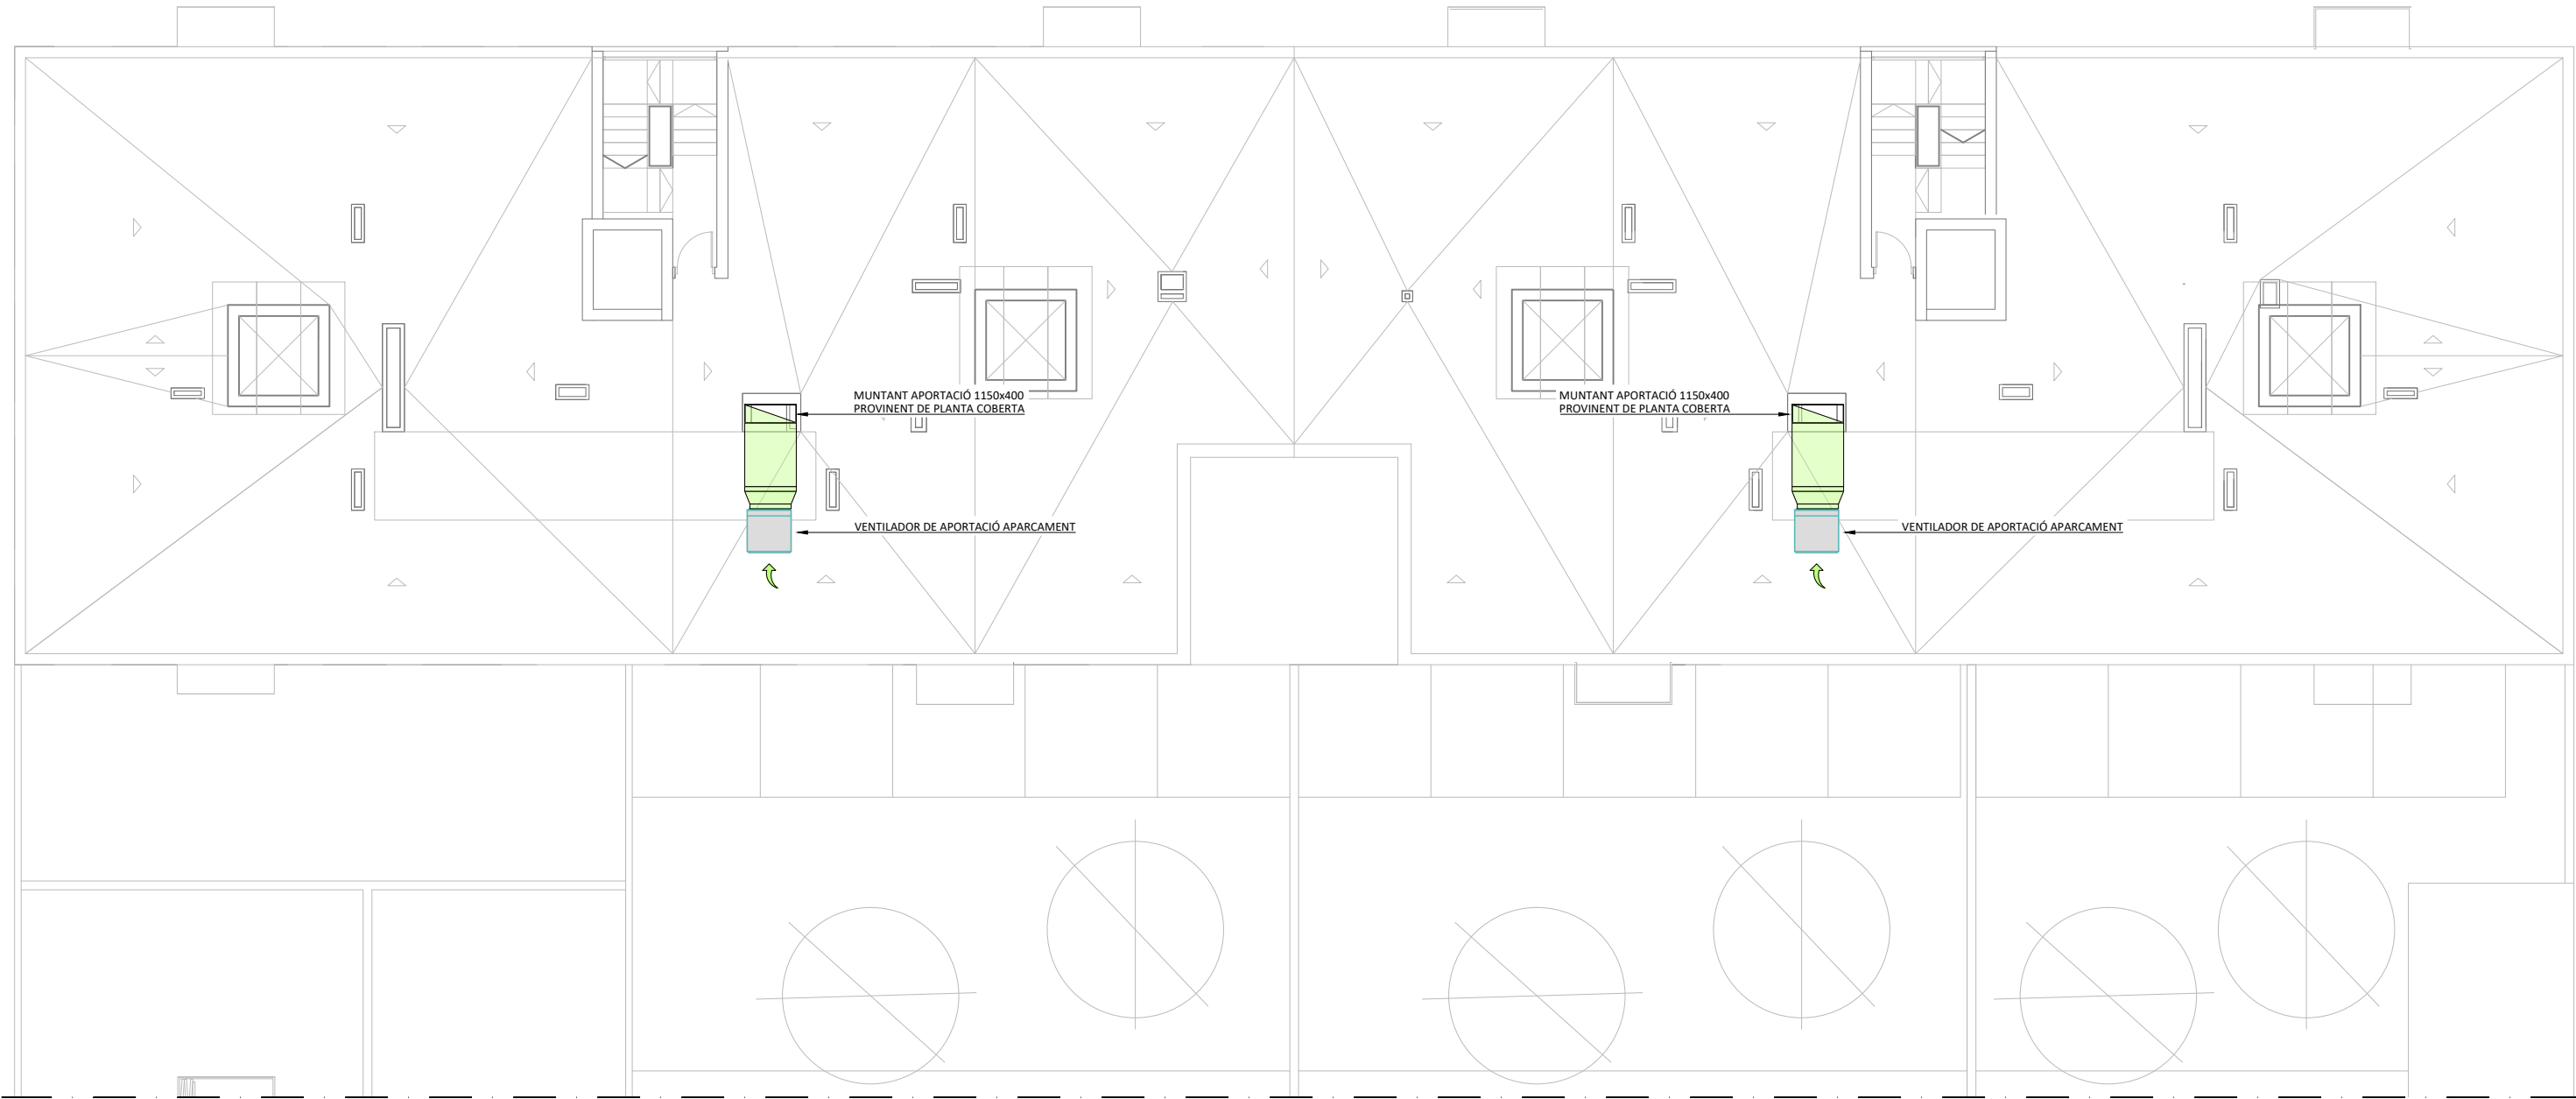 MUNTANT APORTACIÓ 1150x400
PROVINENT DE PLANTA COBERTA
MUNTANT APORTACIÓ 1150x400
PROVINENT DE PLANTA COBERTA
VENTILADOR DE APORTACIÓ APARCAMENT
VENTILADOR DE APORTACIÓ APARCAMENT